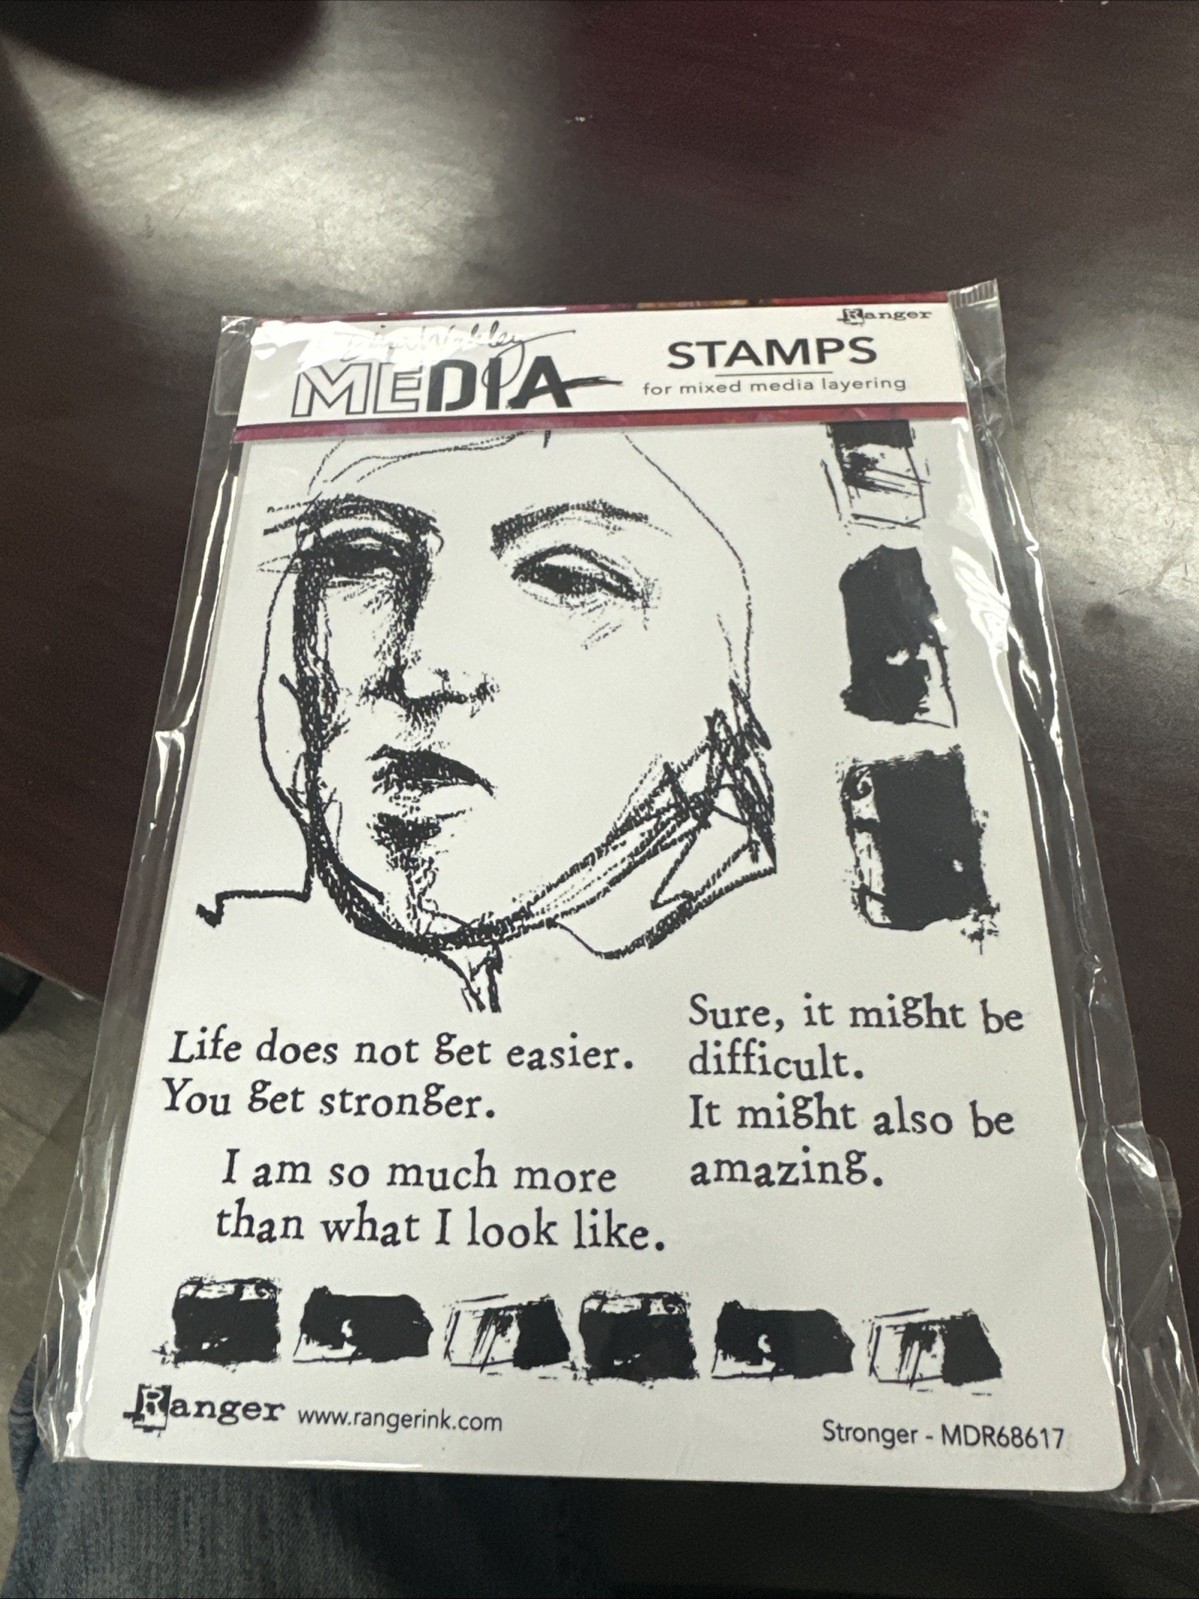 Ranger
MEDIA
STAMPS
for mixed media layering
Life does not get easier.
You get stronger.
I am so much more
than what I look like.
Sure, it might be
difficult.
It might also be
amazing.
Ranger www.rangerink.com
Stronger - MDR68617